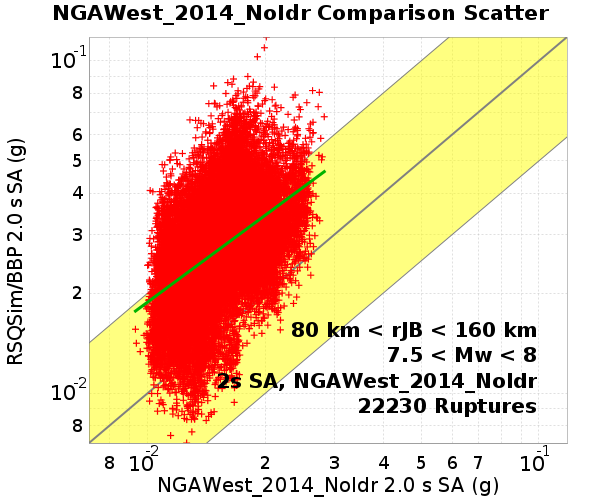 NGAWest_2014_NoIdr Comparison Scatter
RSQSim/BBP 2.0 s SA (g)
10-1
8
6
5
4
3
2
10-2
8
80 km < rJB < 160 km
7.5 < Mw < 8
2s SA, NGAWest_2014_NoIdr
22230 Ruptures
8 10-2 2 3 4 5 6 7 10-1
NGAWest_2014_NoIdr 2.0 s SA (g)